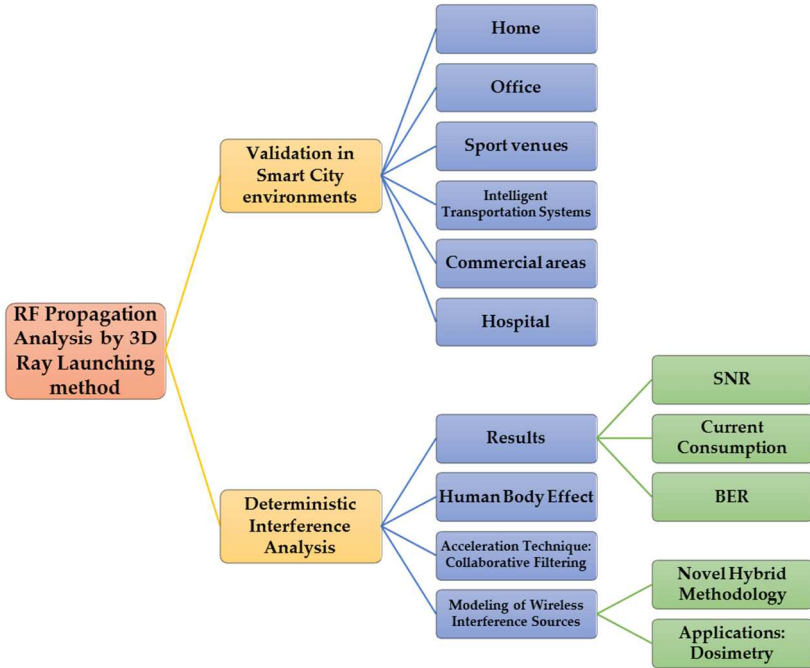 RF Propagation
Analysis by 3D
Ray Launching
method
Validation in
Smart City
environments
Home
Office
Sport venues
Intelligent
Transportation Systems
Commercial areas
Hospital
Deterministic
Interference
Analysis
Results
SNR
Current
Consumption
BER
Human Body Effect
Acceleration Technique:
Collaborative Filtering
Modeling of Wireless
Interference Sources
Novel Hybrid
Methodology
Applications:
Dosimetry